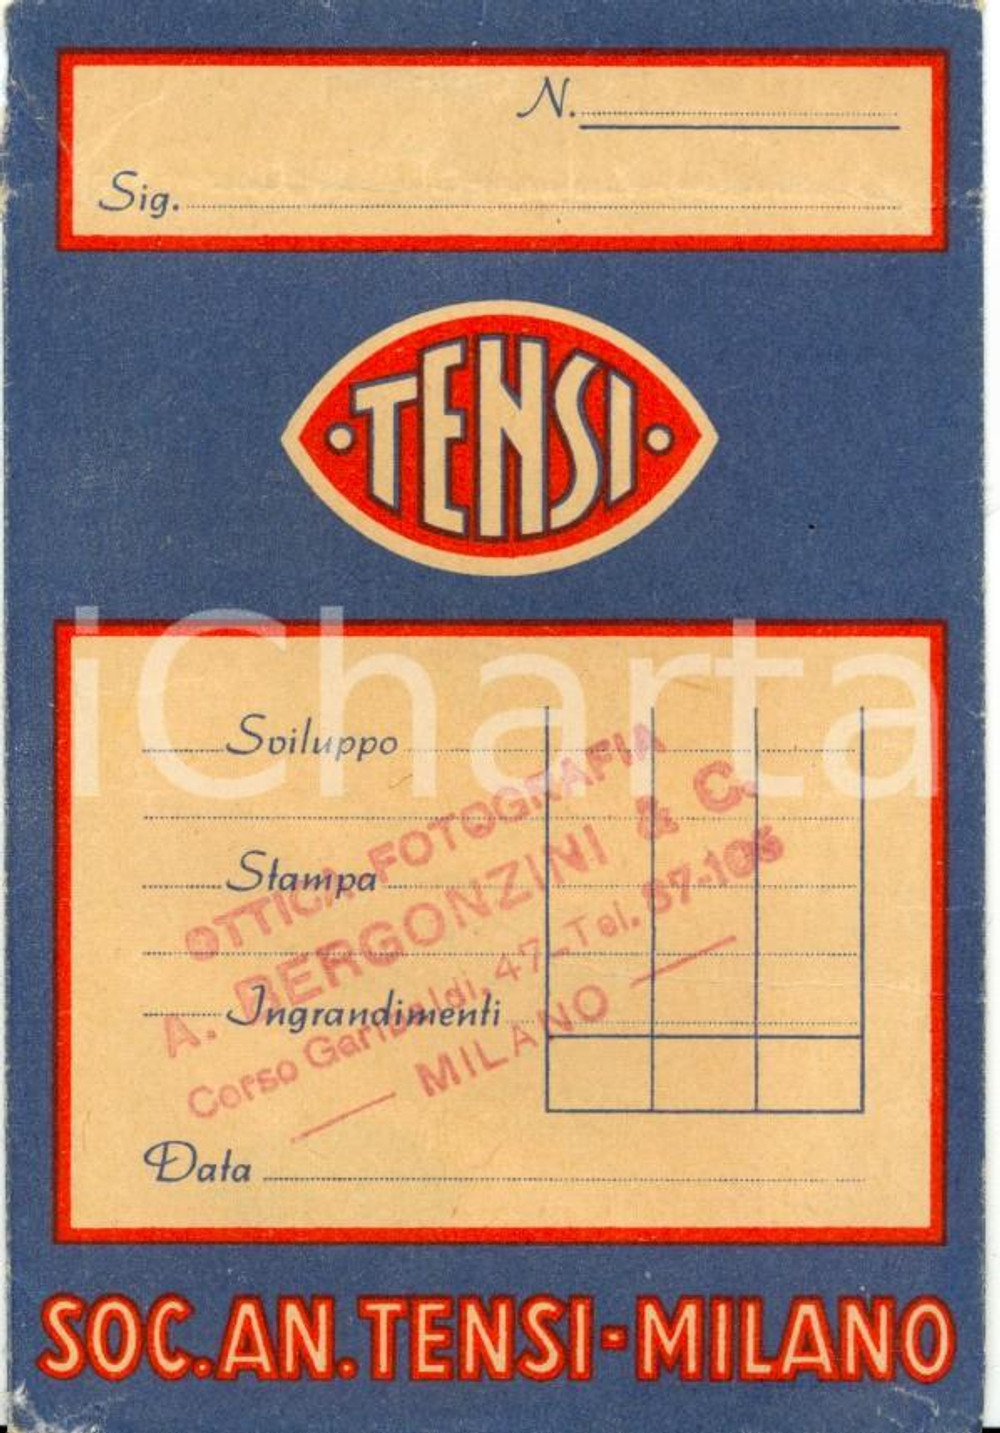 N.
Sig.
·TENSI·
iCharta
Sviluppo
Stampa
Ingrandimenti
Data
OTTICA-FOTOGRAFIA
A. BERGONZINI & C.
Corso Garibaldi, 47-Tel. 87-106
MILANO
SOC.AN.TENSI-MILANO